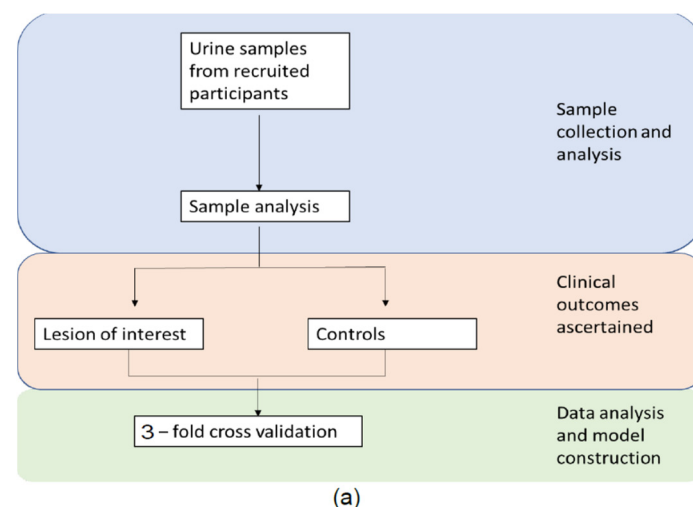 Urine samples
from recruited
participants
Sample
collection and
analysis
Sample analysis
Clinical
outcomes
ascertained
Lesion of interest
Controls
3 – fold cross validation
Data analysis
and model
construction
(a)